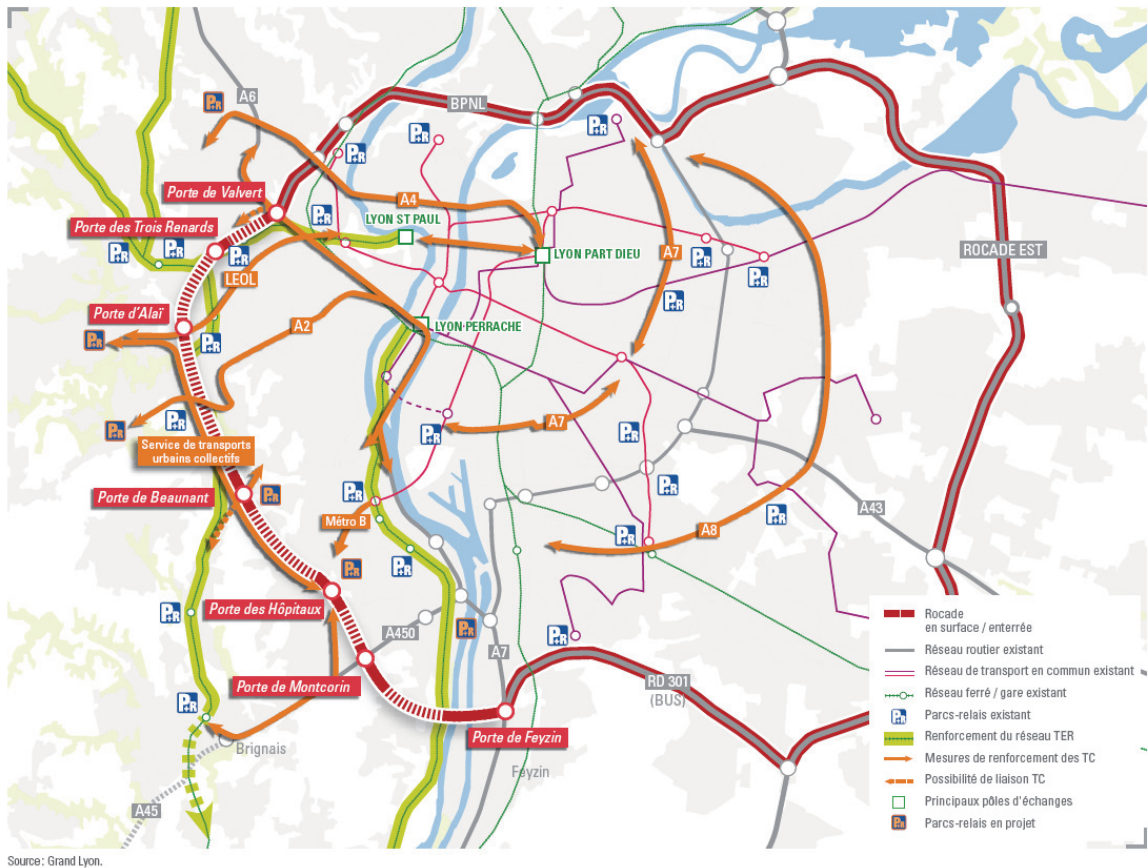 A6
BPNL
P+R
P+R
P+R
P+R
Porte de Valvert
A4
P+R
LYON ST PAUL
Porte des Trois Renards
P+R
P+R
P+R
LYON PART DIEU
A7
P+R
P+R
ROCADE EST
LEOL
P+R
Porte d'Alaï
A2
LYON-PERRACHE
P+R
P+R
P+R
P+R
P+R
A7
P+R
P+R
Service de transports
urbains collectifs
Porte de Beaunant
P+R
P+R
P+R
P+R
A43
Métro B
P+R
A8
P+R
P+R
Porte des Hôpitaux
P+R
A450
P+R
A7
P+R
Porte de Montcorin
RD 301
(BUS)
P+R
Porte de Feyzin
Brignais
Feyzin
A45
Rocade
en surface / enterrée
Réseau routier existant
Réseau de transport en commun existant
Réseau ferré / gare existant
P+R Parcs-relais existant
Renforcement du réseau TER
Mesures de renforcement des TC
Possibilité de liaison TC
Principaux pôles d'échanges
P+R Parcs-relais en projet
Source: Grand Lyon.